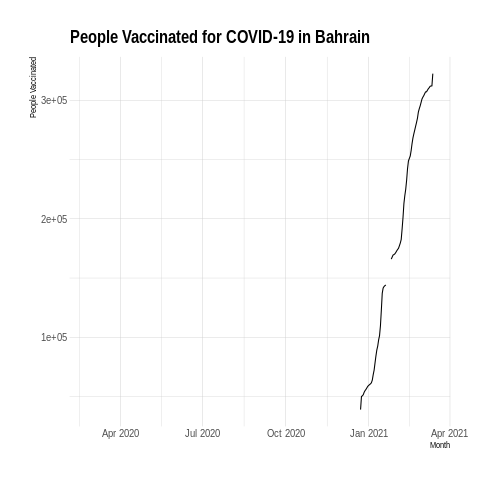 People Vaccinated for COVID-19 in Bahrain
People Vaccinated
3e+05
2e+05
1e+05
Apr 2020
Jul 2020
Oct 2020
Jan 2021
Apr 2021
Month